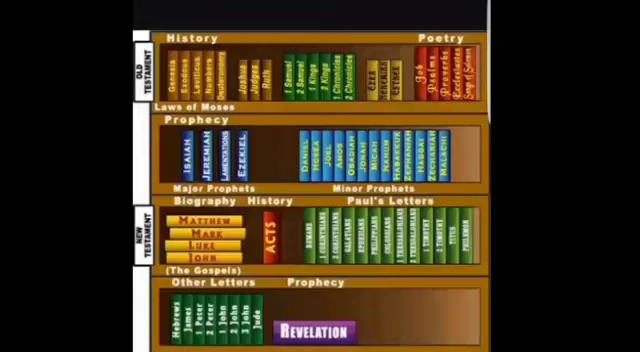 History
Poetry
OLD TESTAMENT
Genesis
Exodus
Leviticus
Numbers
Deuteronomy
Joshua
Judges
Ruth
1 Samuel
2 Samuel
1 Kings
2 Kings
1 Chronicles
2 Chronicles
EZRA
NEHEMIAH
ESTHER
Job
Psalms
Proverbs
Ecclesiastes
Song of Solomon
Laws of Moses
Prophecy
ISAIAH
JEREMIAH
LAMENTATIONS
EZEKIEL
DANIEL
HOSEA
JOEL
AMOS
OBADIAH
JONAH
MICAH
NAHUM
HABAKKUK
ZEPHANIAH
HAGGAI
ZECHARIAH
MALACHI
Major Prophets
Minor Prophets
NEW TESTAMENT
Biography
History
Paul's Letters
MATTHEW
MARK
LUKE
JOHN
ACTS
ROMANS
1 CORINTHIANS
2 CORINTHIANS
GALATIANS
EPHESIANS
PHILIPPIANS
COLOSSIANS
1 THESSALONIANS
2 THESSALONIANS
1 TIMOTHY
2 TIMOTHY
TITUS
PHILEMON
(The Gospels)
Other Letters
Prophecy
Hebrews
James
1 Peter
2 Peter
1 John
2 John
3 John
Jude
REVELATION